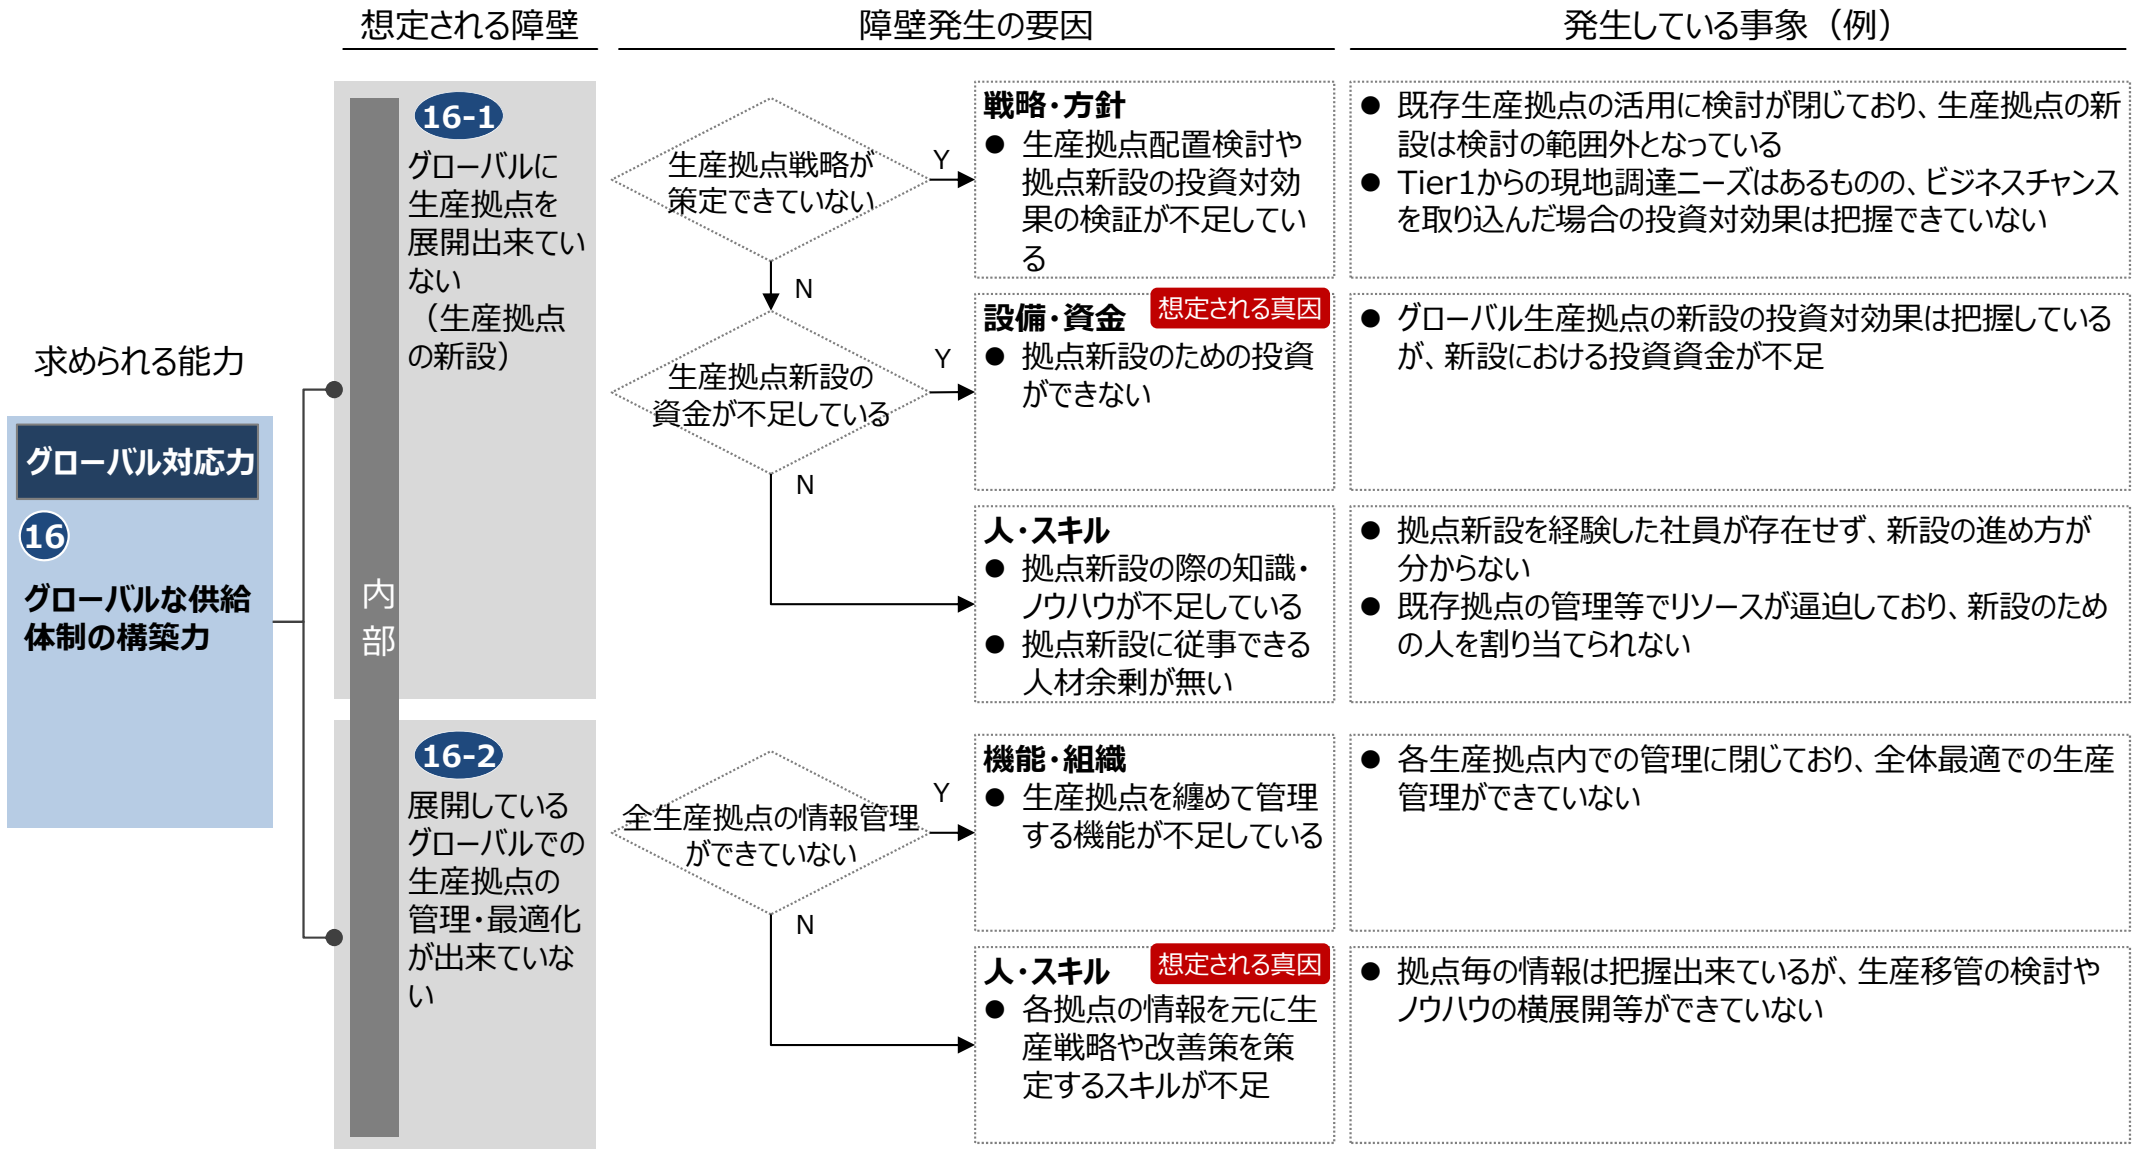 想定される障壁
障壁発生の要因
発生している事象（例）
求められる能力
グローバル対応力
16
グローバルな供給
体制の構築力
内
部
16-1
グローバルに
生産拠点を
展開出来てい
ない
（生産拠点
の新設）
生産拠点戦略が
策定できていない
Y
N
戦略・方針
● 生産拠点配置検討や
拠点新設の投資対効
果の検証が不足してい
る
● 既存生産拠点の活用に検討が閉じており、生産拠点の新
設は検討の範囲外となっている
● Tier1からの現地調達ニーズはあるものの、ビジネスチャンス
を取り込んだ場合の投資対効果は把握できていない
生産拠点新設の
資金が不足している
Y
N
設備・資金
想定される真因
● 拠点新設のための投資
ができない
● グローバル生産拠点の新設の投資対効果は把握している
が、新設における投資資金が不足
人・スキル
● 拠点新設の際の知識・
ノウハウが不足している
● 拠点新設に従事できる
人材余剰が無い
● 拠点新設を経験した社員が存在せず、新設の進め方が
分からない
● 既存拠点の管理等でリソースが逼迫しており、新設のため
の人を割り当てられない
16-2
展開している
グローバルでの
生産拠点の
管理・最適化
が出来ていな
い
全生産拠点の情報管理
ができていない
Y
N
機能・組織
● 生産拠点を纏めて管理
する機能が不足している
● 各生産拠点内での管理に閉じており、全体最適での生産
管理ができていない
人・スキル
想定される真因
● 各拠点の情報を元に生
産戦略や改善策を策
定するスキルが不足
● 拠点毎の情報は把握出来ているが、生産移管の検討や
ノウハウの横展開等ができていない